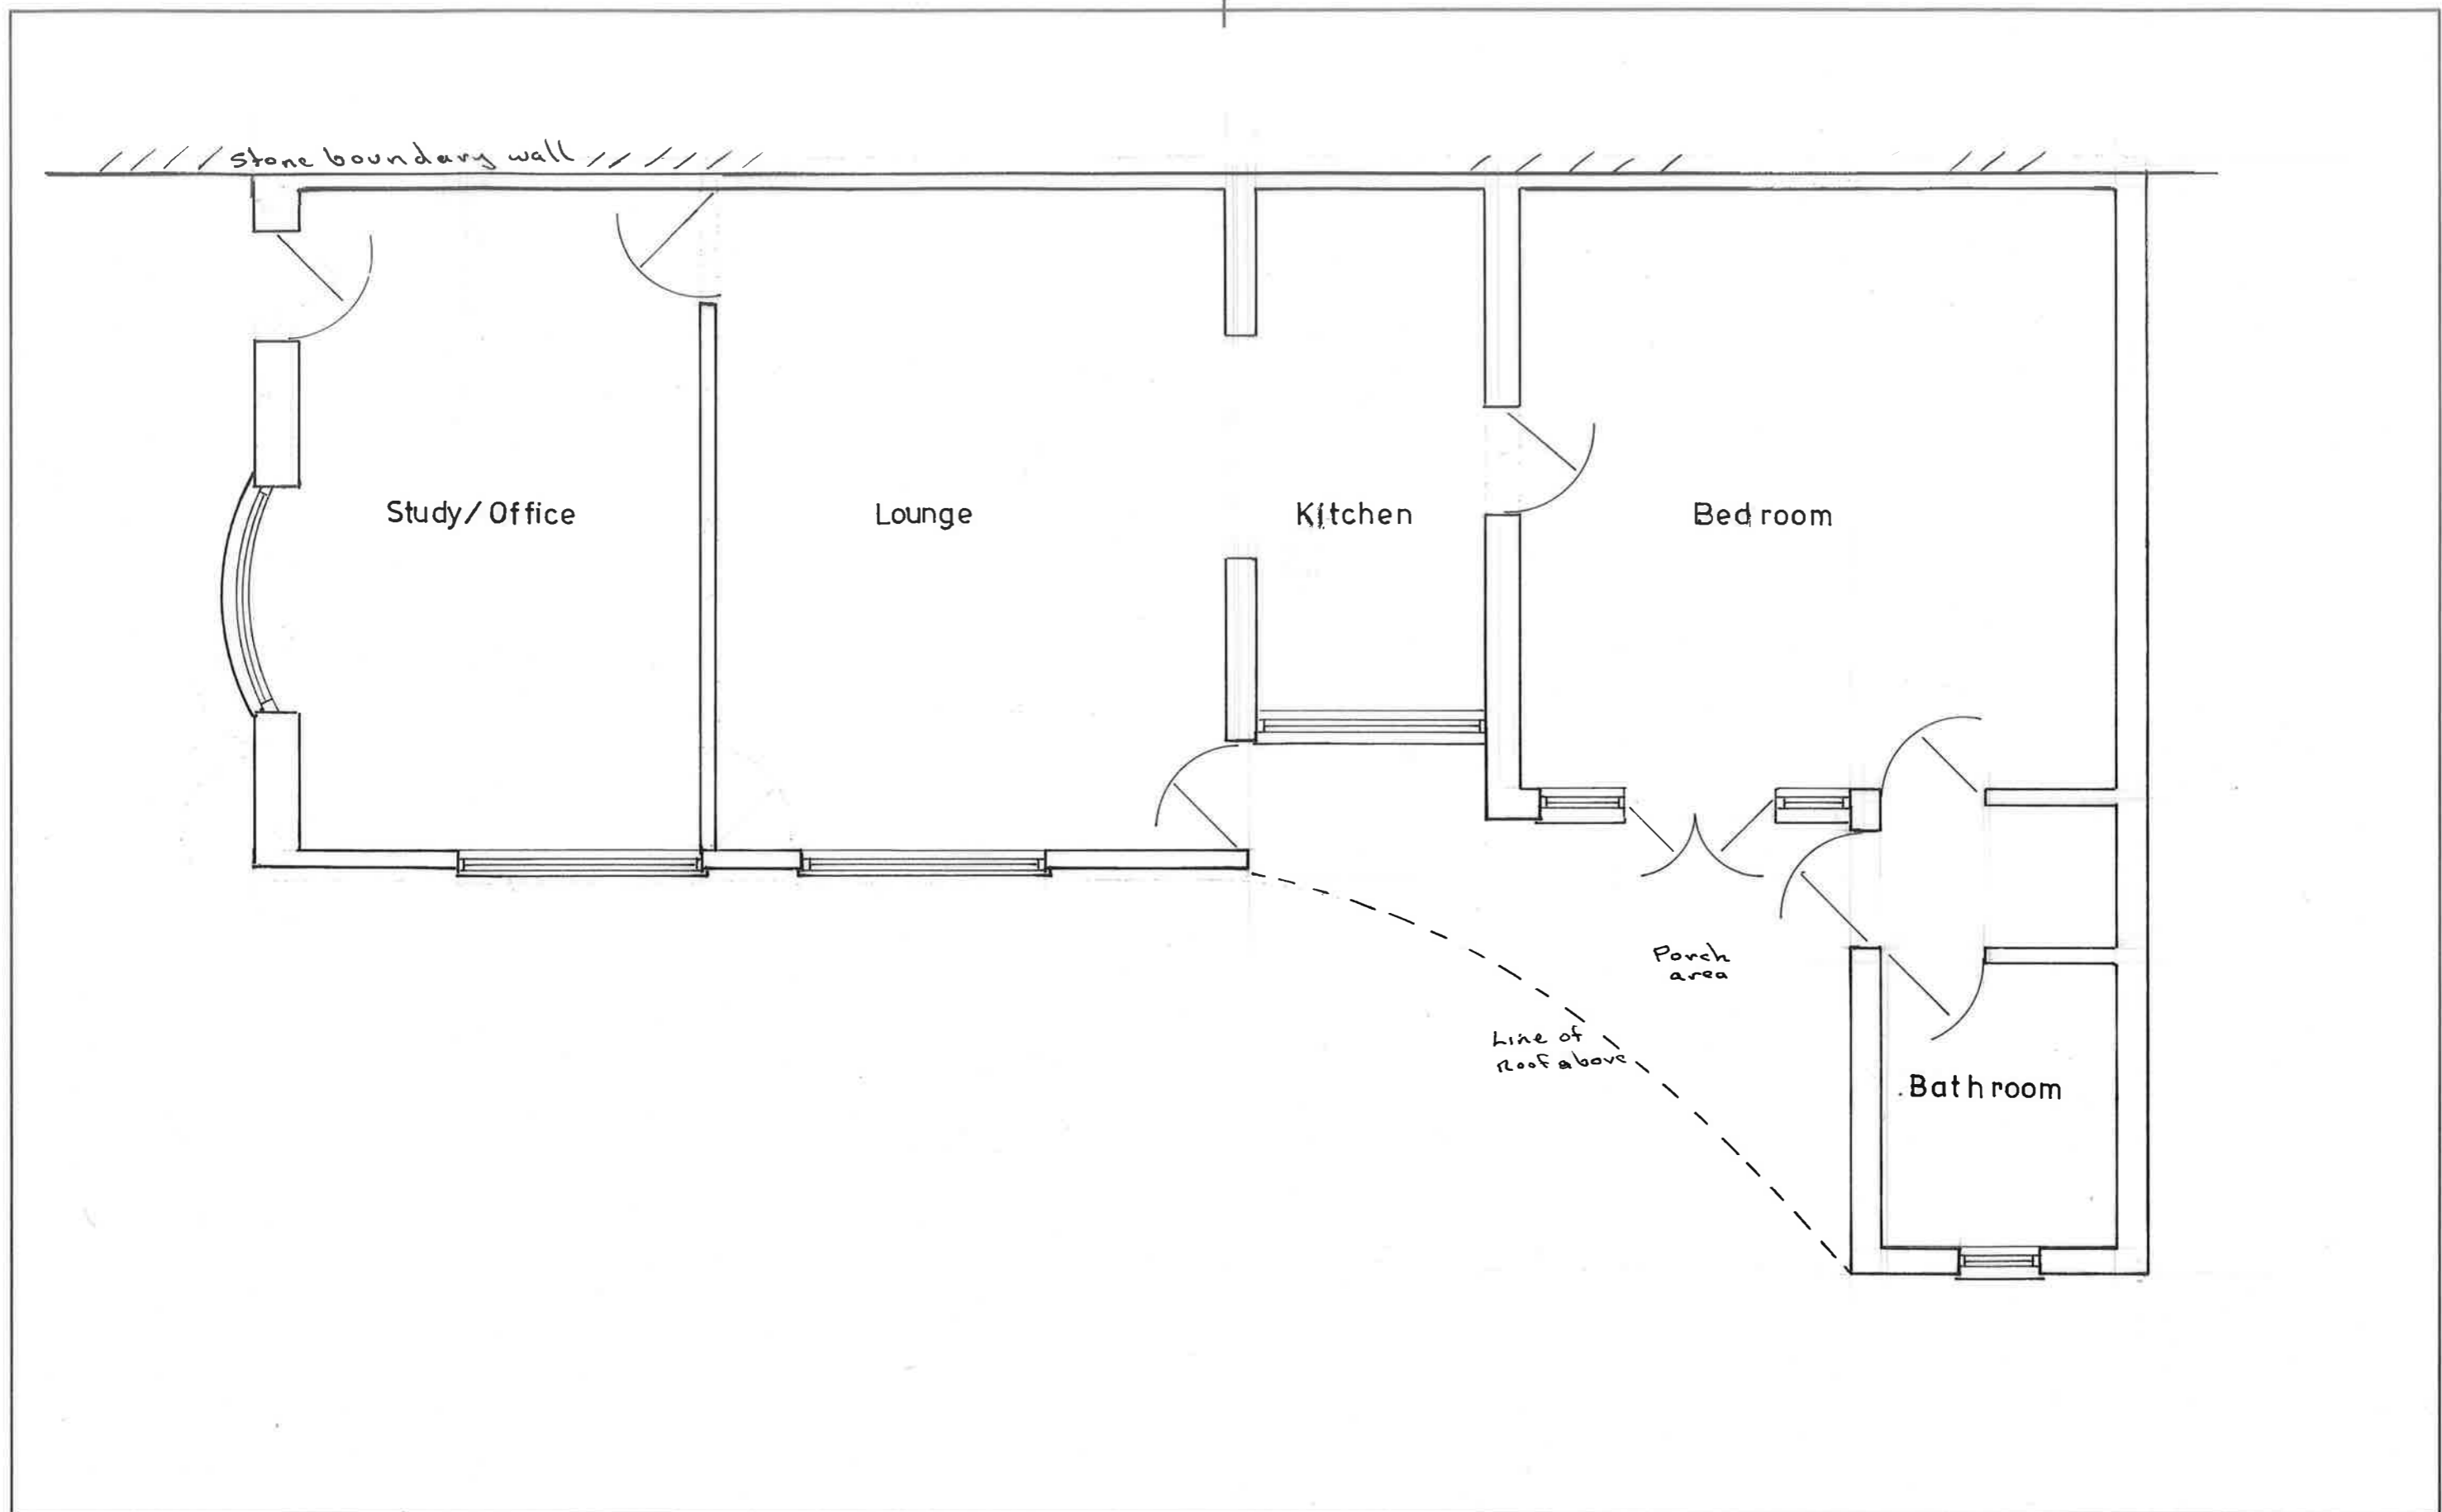 Stone boundary wall
Study/Office
Lounge
Kitchen
Bedroom
Porch
area
Line of
Roof above
Bathroom